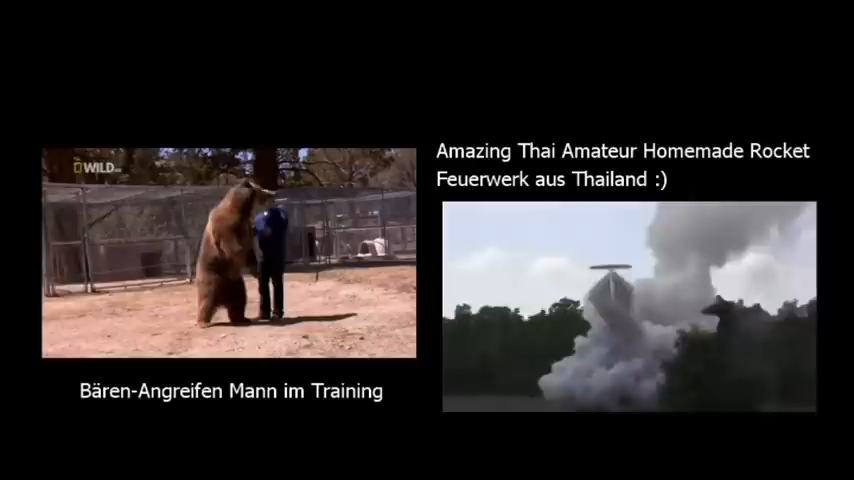 WILD
Amazing Thai Amateur Homemade Rocket
Feuerwerk aus Thailand :)
Bären-Angreifen Mann im Training